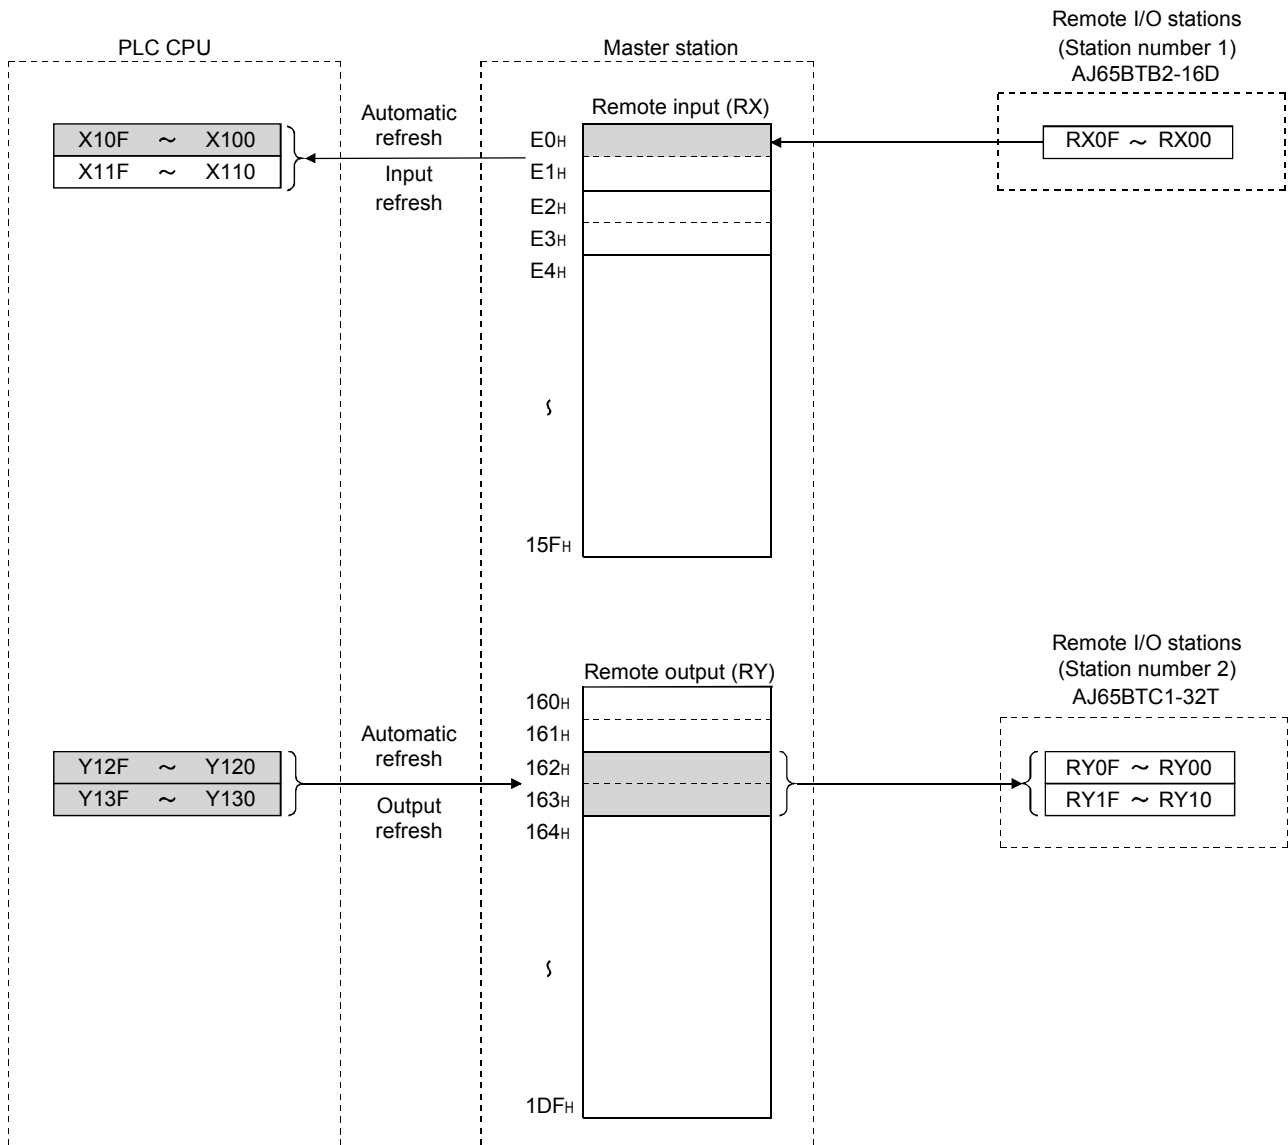 Remote I/O stations
(Station number 1)
AJ65BTB2-16D
PLC CPU
Master station
Remote input (RX)
Automatic
refresh
Input
refresh
X10F ～ X100
X11F ～ X110
E0H
E1H
E2H
E3H
E4H
15FH
RX0F ～ RX00
Remote I/O stations
(Station number 2)
AJ65BTC1-32T
Remote output (RY)
Automatic
refresh
Output
refresh
Y12F ～ Y120
Y13F ～ Y130
160H
161H
162H
163H
164H
1DFH
RY0F ～ RY00
RY1F ～ RY10